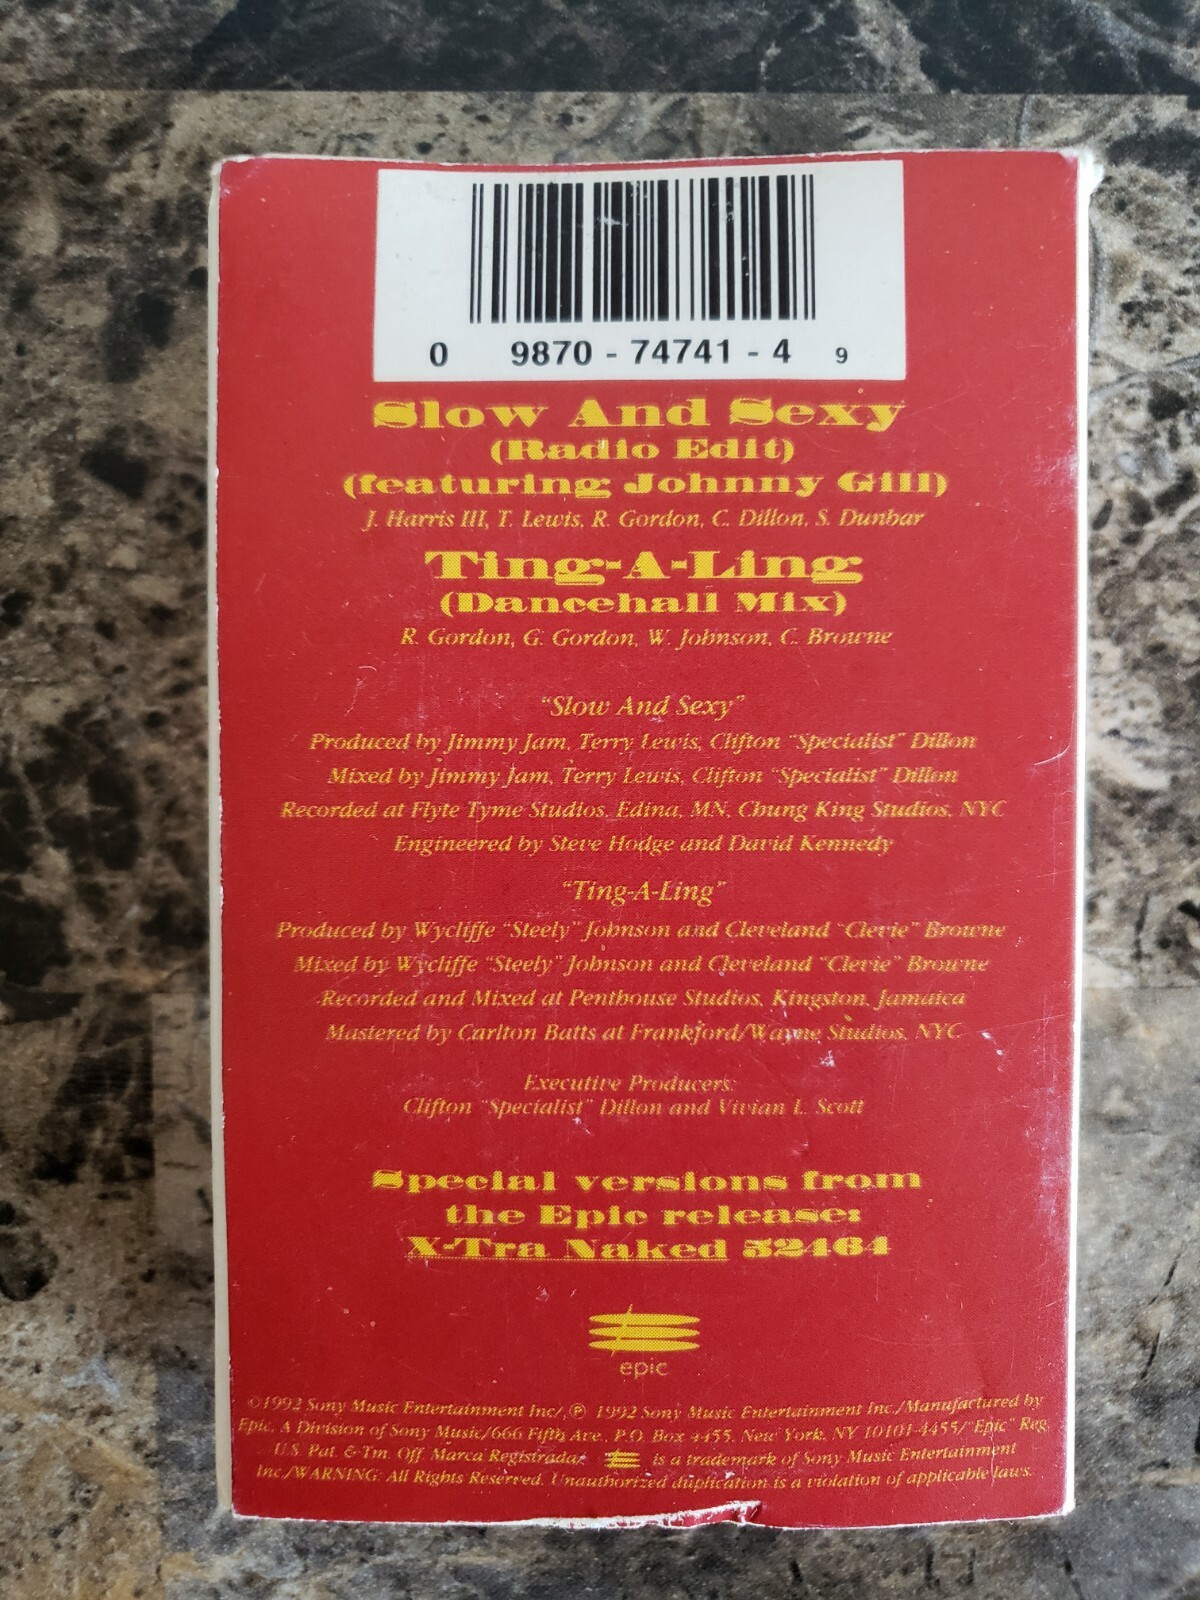 0 9870 - 74741 - 4 9
Slow And Sexy
(Radio Edit)
(featuring Johnny Gill)
J. Harris III, T. Lewis, R. Gordon, C. Dillon, S. Dunbar
Ting-A-Ling
(Dancehall Mix)
R. Gordon, G. Gordon, W. Johnson, C. Browne
"Slow And Sexy"
Produced by Jimmy Jam, Terry Lewis, Clifton "Specialist" Dillon
Mixed by Jimmy Jam, Terry Lewis, Clifton "Specialist" Dillon
Recorded at Flyte Tyme Studios, Edina, MN, Chung King Studios, NYC
Engineered by Steve Hodge and David Kennedy
"Ting-A-Ling"
Produced by Wycliffe "Steely" Johnson and Cleveland "Clevie" Browne
Mixed by Wycliffe "Steely" Johnson and Cleveland "Clevie" Browne
Recorded and Mixed at Penthouse Studios, Kingston, Jamaica
Mastered by Carlton Batts at Frankford/Wayne Studios, NYC
Executive Producers:
Clifton "Specialist" Dillon and Vivian L. Scott
Special versions from
the Epic release:
X-Tra Naked 52464
epic
©1992 Sony Music Entertainment Inc/,℗ 1992 Sony Music Entertainment Inc./Manufactured by
Epic, A Division of Sony Music/666 Fifth Ave., P.O. Box 4455, New York, NY 10101-4455/"Epic" Reg.
U.S. Pat. & Tm. Off. Marca Registrada/ is a trademark of Sony Music Entertainment
Inc./WARNING: All Rights Reserved. Unauthorized duplication is a violation of applicable laws.